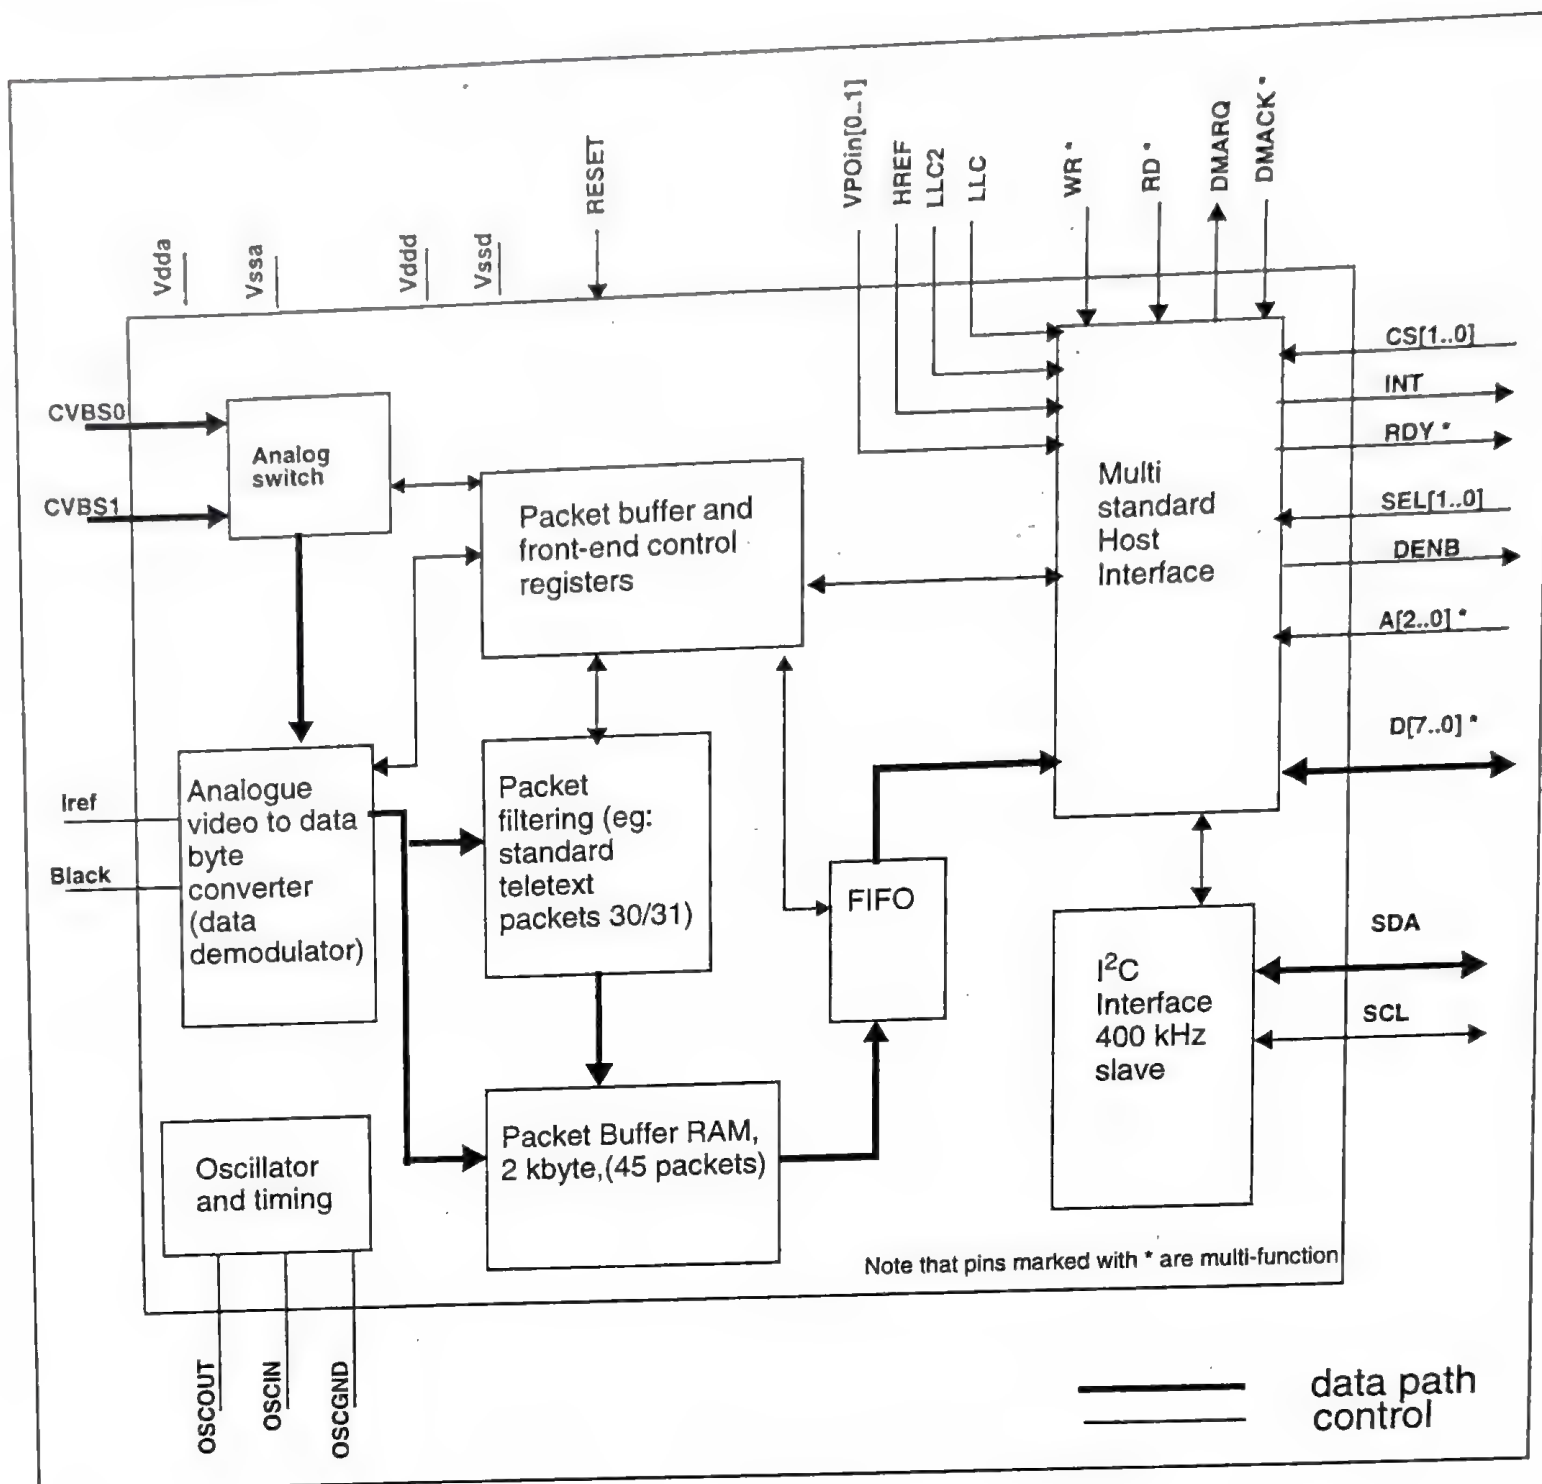 VPOin[0..1]
HREF
LLC2
LLC
WR *
RD *
DMARQ
DMACK *
RESET
Vdda
Vssa
Vddd
Vssd
CS[1..0]
INT
RDY *
SEL[1..0]
DENB
A[2..0] *
D[7..0] *
SDA
SCL
CVBS0
CVBS1
Analog
switch
Packet buffer and
front-end control
registers
Multi
standard
Host
Interface
Iref
Black
Analogue
video to data
byte
converter
(data
demodulator)
Packet
filtering (eg:
standard
teletext
packets 30/31)
FIFO
I²C
Interface
400 kHz
slave
Oscillator
and timing
Packet Buffer RAM,
2 kbyte,(45 packets)
Note that pins marked with * are multi-function
OSCOUT
OSCIN
OSCGND
data path
control